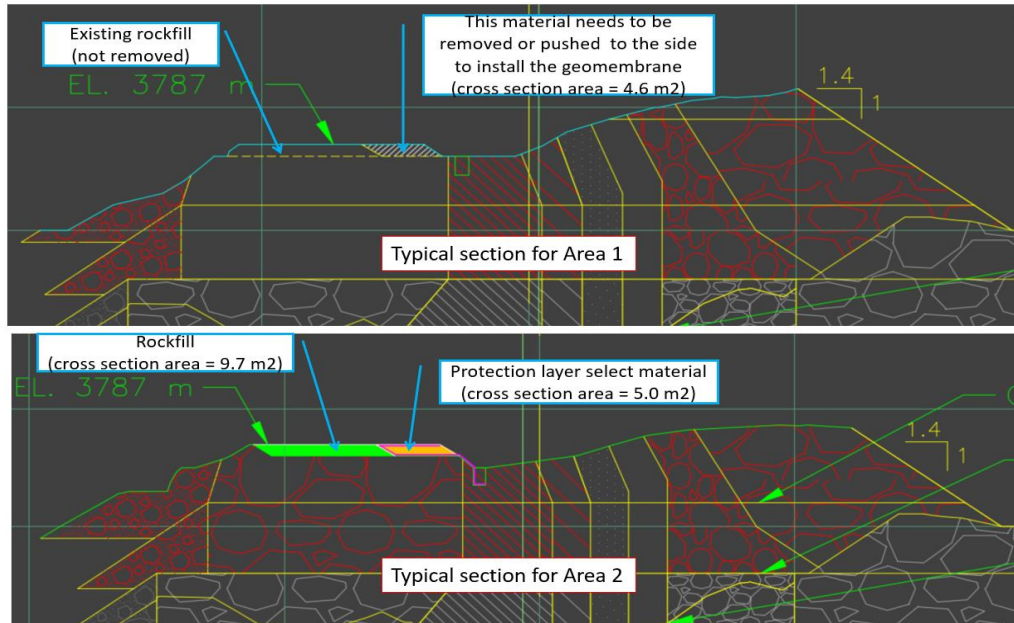 Existing rockfill
(not removed)
This material needs to be
removed or pushed to the side
to install the geomembrane
(cross section area = 4.6 m2)
EL. 3787 m
1.4
1
Typical section for Area 1
Rockfill
(cross section area = 9.7 m2)
Protection layer select material
(cross section area = 5.0 m2)
EL. 3787 m
1.4
1
Typical section for Area 2